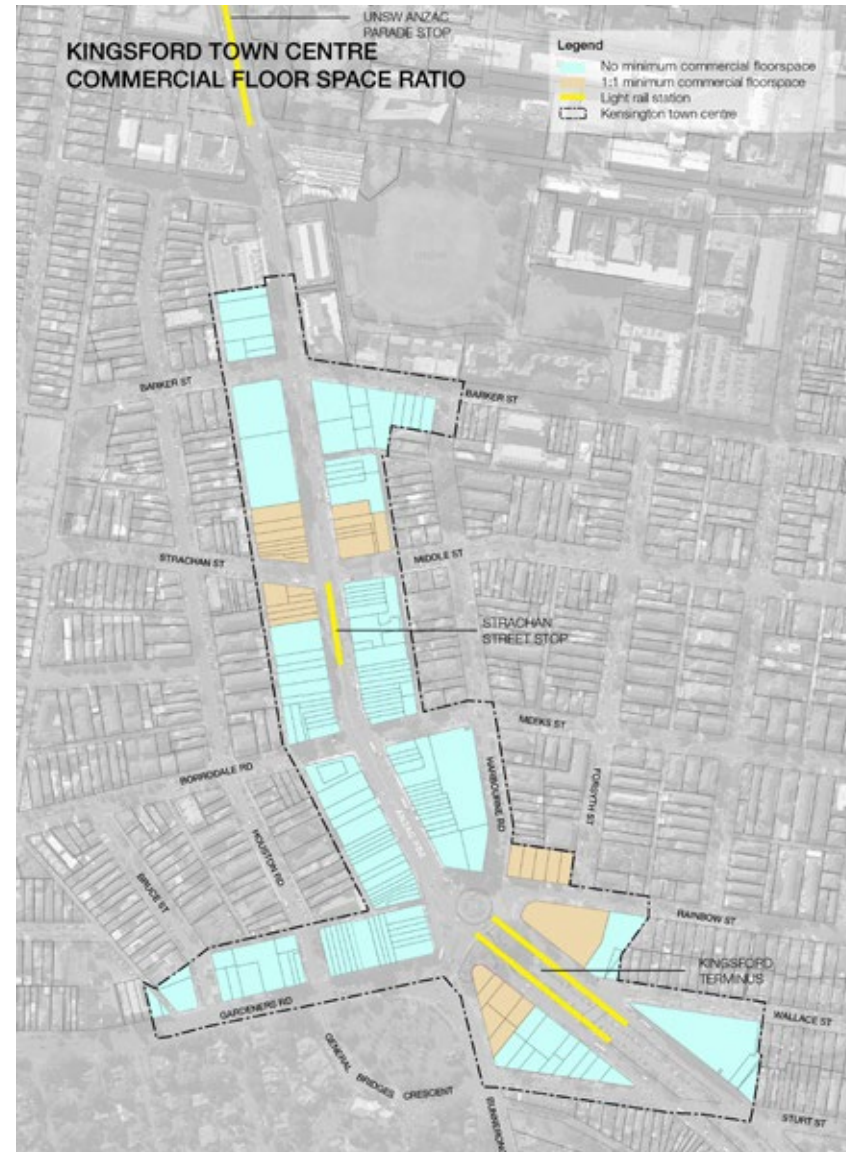 UNSW ANZAC
PARADE STOP
KINGSFORD TOWN CENTRE
COMMERCIAL FLOOR SPACE RATIO
Legend
No minimum commercial floorspace
1:1 minimum commercial floorspace
Light rail station
Kensington town centre
BARKER ST
BARKER ST
STRACHAN ST
MIDDLE ST
STRACHAN
STREET STOP
MEEKS ST
BORRODALE RD
HARBOURNE RD
FORSYTH ST
HOUSTON RD
BRUCE ST
RAINBOW ST
KINGSFORD
TERMINUS
GARDENERS RD
WALLACE ST
GENERAL BRIDGES CRESCENT
STURT ST